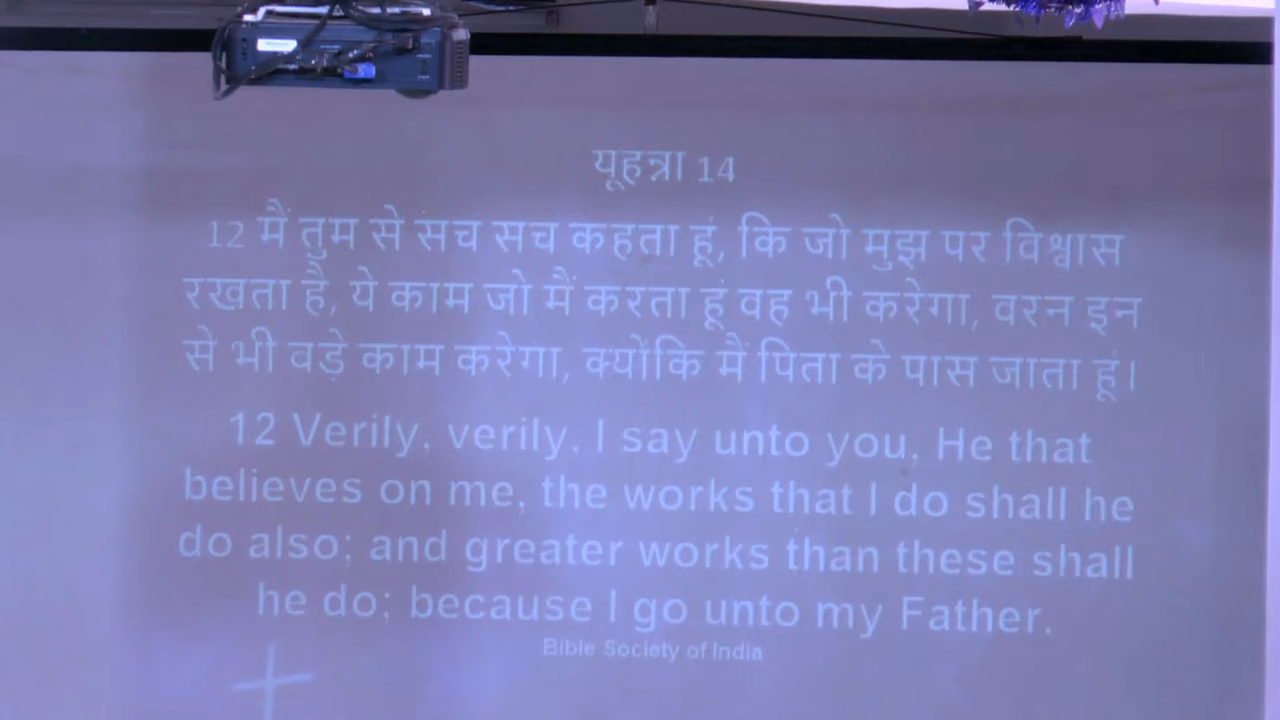 यूहन्ना 14
12 मैं तुम से सच सच कहता हूं, कि जो मुझ पर विश्वास
रखता है, ये काम जो मैं करता हूं वह भी करेगा, वरन इन
से भी वड़े काम करेगा, क्योंकि मैं पिता के पास जाता हूं।
12 Verily, verily, I say unto you, He that
believes on me, the works that I do shall he
do also; and greater works than these shall
he do; because I go unto my Father.
Bible Society of India